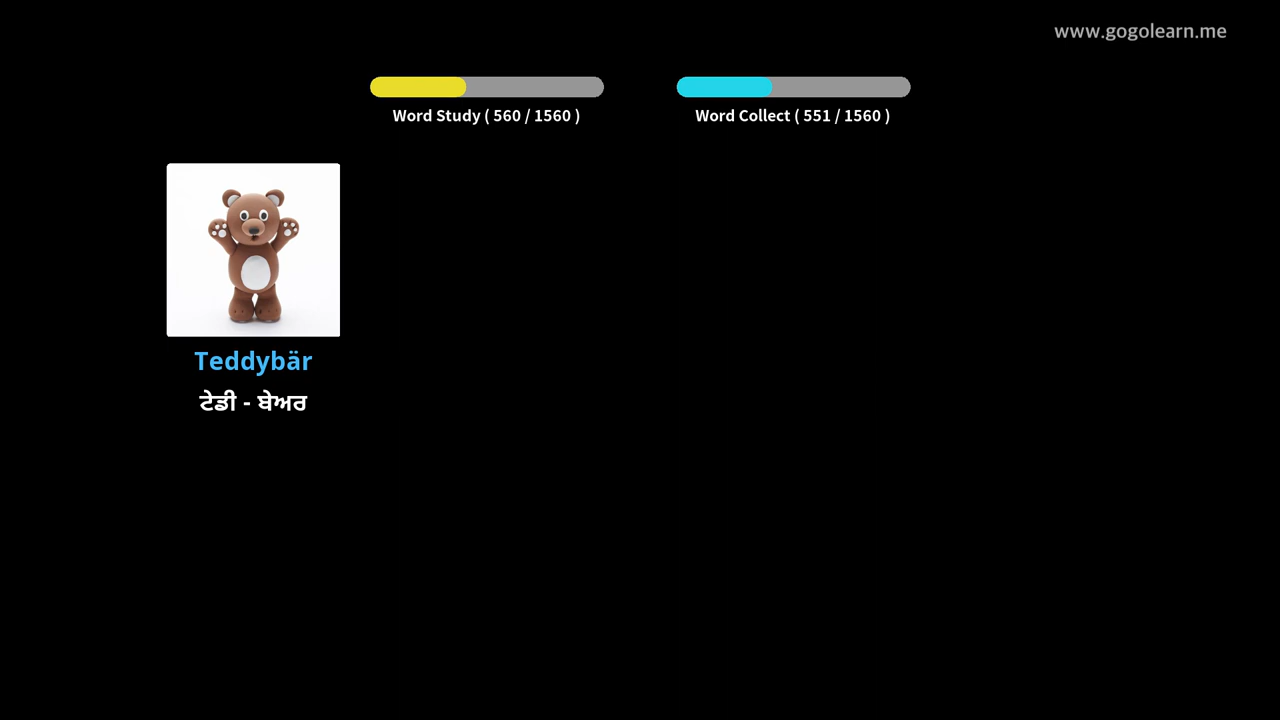 www.gogolearn.me
Word Study ( 560 / 1560 )
Word Collect ( 551 / 1560 )
Teddybär
ਟੇਡੀ - ਬੇਅਰ